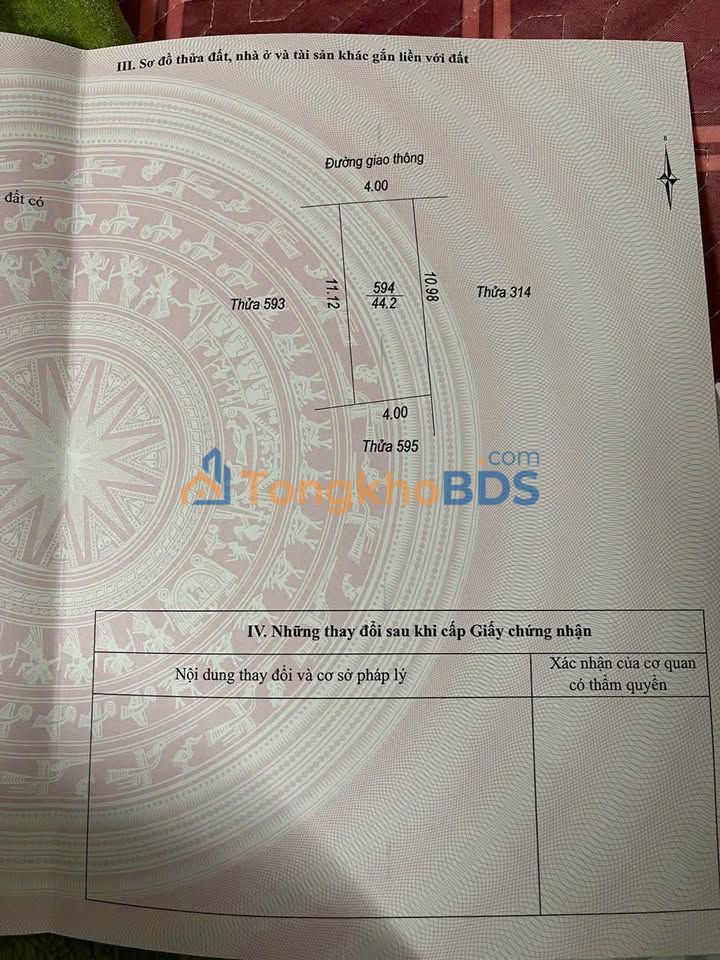 III. Sơ đồ thửa đất, nhà ở và tài sản khác gắn liền với đất
B
Đường giao thông
4.00
đất có
11.12
594
44.2
10.98
Thửa 593
Thửa 314
4.00
Thửa 595
TongkhoBDS.com
IV. Những thay đổi sau khi cấp Giấy chứng nhận
Nội dung thay đổi và cơ sở pháp lý
Xác nhận của cơ quan
có thẩm quyền